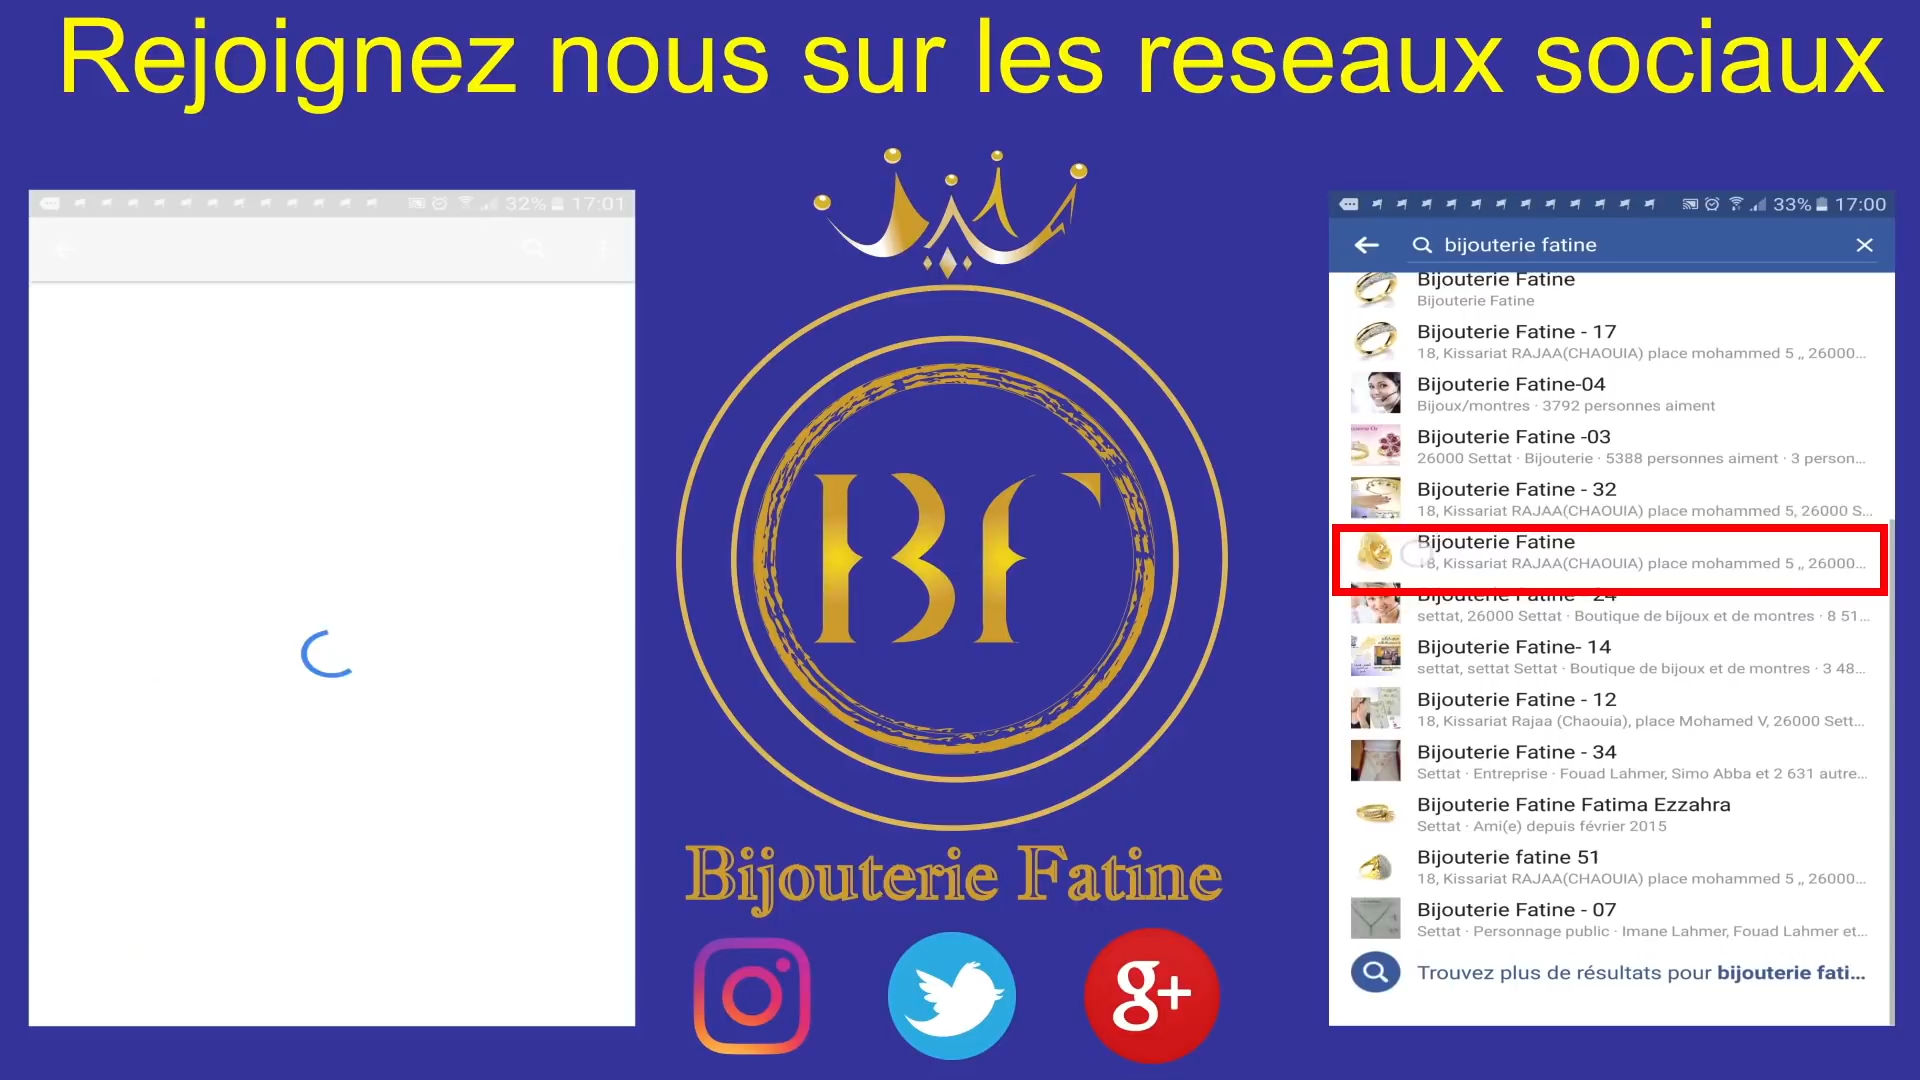 Rejoignez nous sur les reseaux sociaux
32% 17:01
BF
Bijouterie Fatine
g+
33% 17:00
bijouterie fatine
Bijouterie Fatine
Bijouterie Fatine
Bijouterie Fatine - 17
18, Kissariat RAJAA(CHAOUIA) place mohammed 5 ,, 26000...
Bijouterie Fatine-04
Bijoux/montres · 3792 personnes aiment
Bijouterie Fatine -03
26000 Settat · Bijouterie · 5388 personnes aiment · 3 person...
Bijouterie Fatine - 32
18, Kissariat RAJAA(CHAOUIA) place mohammed 5, 26000 S...
Bijouterie Fatine
18, Kissariat RAJAA(CHAOUIA) place mohammed 5 ,, 26000...
Bijouterie Fatine - 24
settat, 26000 Settat · Boutique de bijoux et de montres · 8 51...
Bijouterie Fatine- 14
settat, settat Settat · Boutique de bijoux et de montres · 3 48...
Bijouterie Fatine - 12
18, Kissariat Rajaa (Chaouia), place Mohamed V, 26000 Sett...
Bijouterie Fatine - 34
Settat · Entreprise · Fouad Lahmer, Simo Abba et 2 631 autre...
Bijouterie Fatine Fatima Ezzahra
Settat · Ami(e) depuis février 2015
Bijouterie fatine 51
18, Kissariat RAJAA(CHAOUIA) place mohammed 5 ,, 26000...
Bijouterie Fatine - 07
Settat · Personnage public · Imane Lahmer, Fouad Lahmer et...
Trouvez plus de résultats pour bijouterie fati...